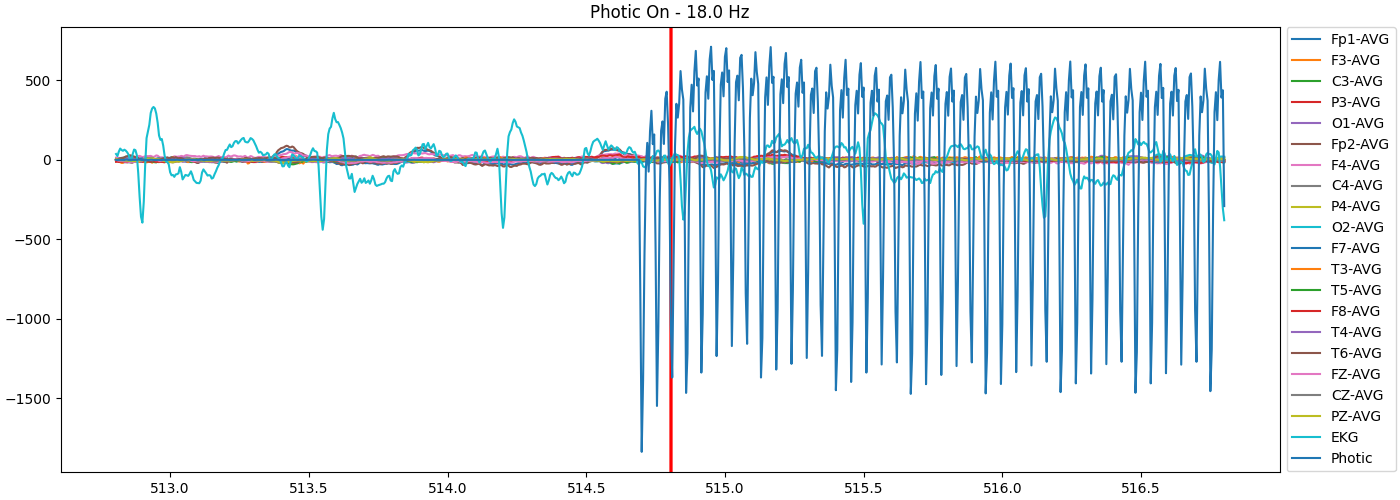 Photic On - 18.0 Hz
500
0
−500
−1000
−1500
513.0
513.5
514.0
514.5
515.0
515.5
516.0
516.5
Fp1-AVG
F3-AVG
C3-AVG
P3-AVG
O1-AVG
Fp2-AVG
F4-AVG
C4-AVG
P4-AVG
O2-AVG
F7-AVG
T3-AVG
T5-AVG
F8-AVG
T4-AVG
T6-AVG
FZ-AVG
CZ-AVG
PZ-AVG
EKG
Photic